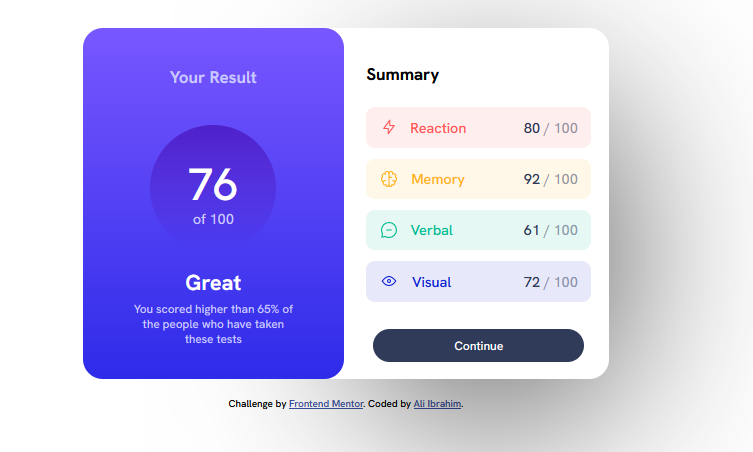 Your Result
76
of 100
Great
You scored higher than 65% of
the people who have taken
these tests
Summary
Reaction 80 / 100
Memory 92 / 100
Verbal 61 / 100
Visual 72 / 100
Continue
Challenge by Frontend Mentor. Coded by Ali Ibrahim.